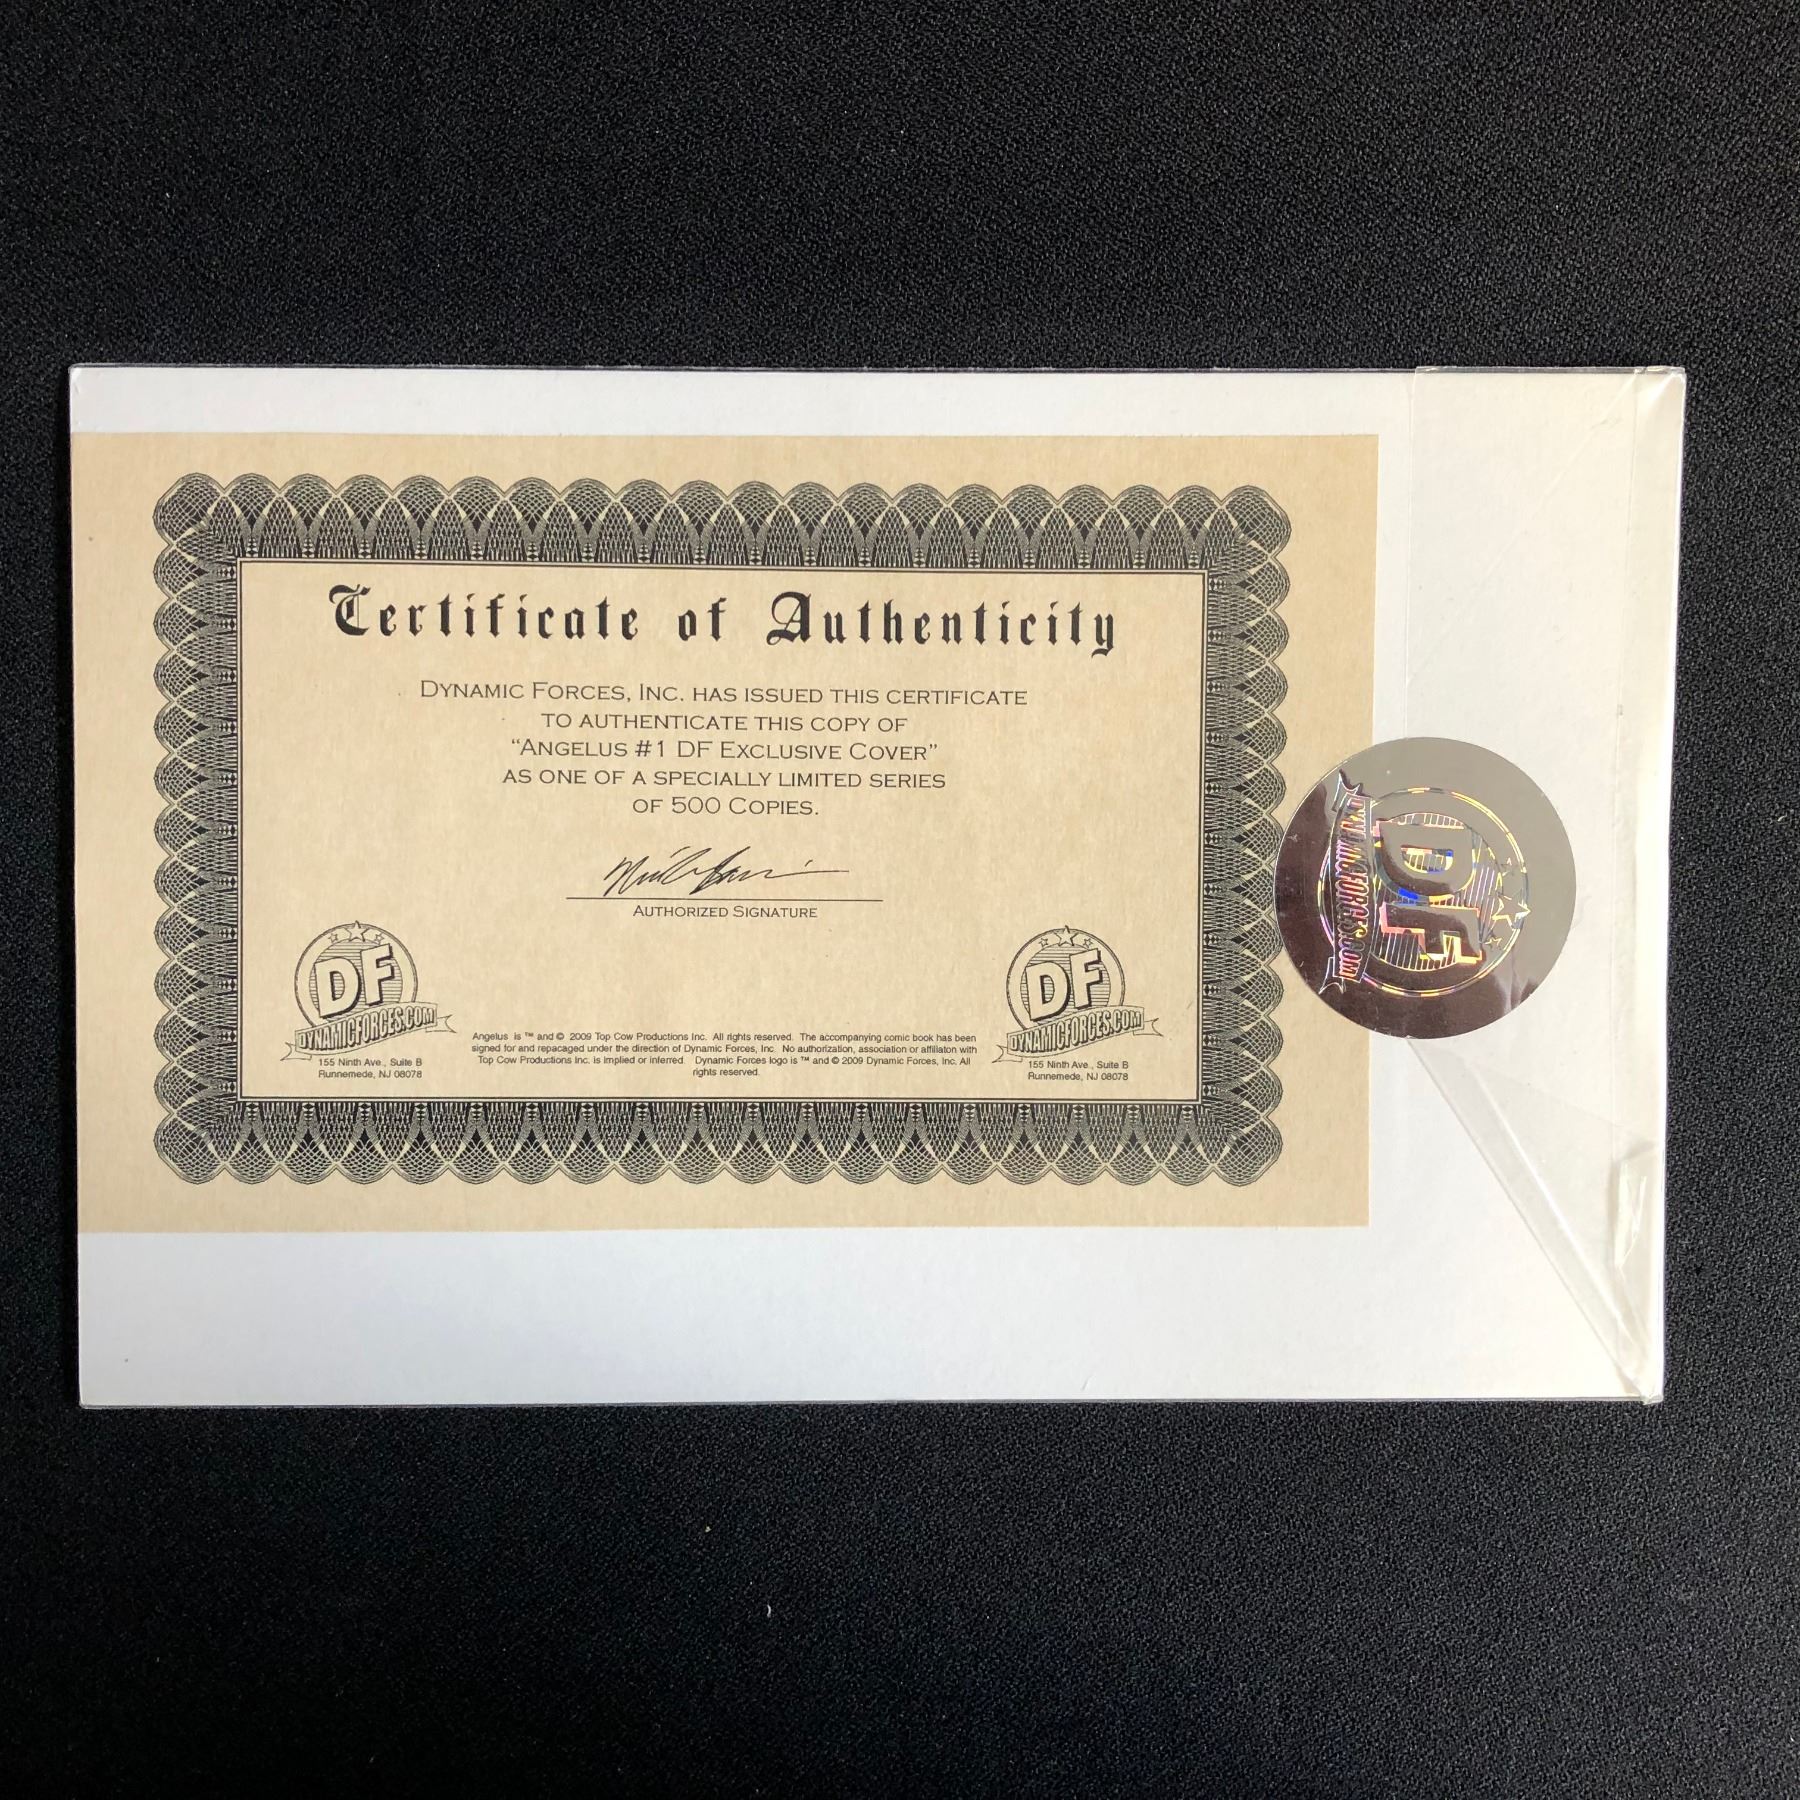 Certificate of Authenticity
DYNAMIC FORCES, INC. HAS ISSUED THIS CERTIFICATE
TO AUTHENTICATE THIS COPY OF
“ANGELUS #1 DF EXCLUSIVE COVER”
AS ONE OF A SPECIALLY LIMITED SERIES
OF 500 COPIES.
AUTHORIZED SIGNATURE
DF
DYNAMICFORCES.COM
155 Ninth Ave., Suite B
Runnemede, NJ 08078
Angelus is ™ and © 2009 Top Cow Productions Inc. All rights reserved. The accompanying comic book has been
signed for and repacaged under the direction of Dynamic Forces, Inc. No authorization, association or affiliaton with
Top Cow Productions Inc. is Implied or inferred. Dynamic Forces logo is ™ and © 2009 Dynamic Forces, Inc. All
rights reserved.
DF
DYNAMICFORCES.COM
155 Ninth Ave., Suite B
Runnemede, NJ 08078
DF
DYNAMICFORCES.COM